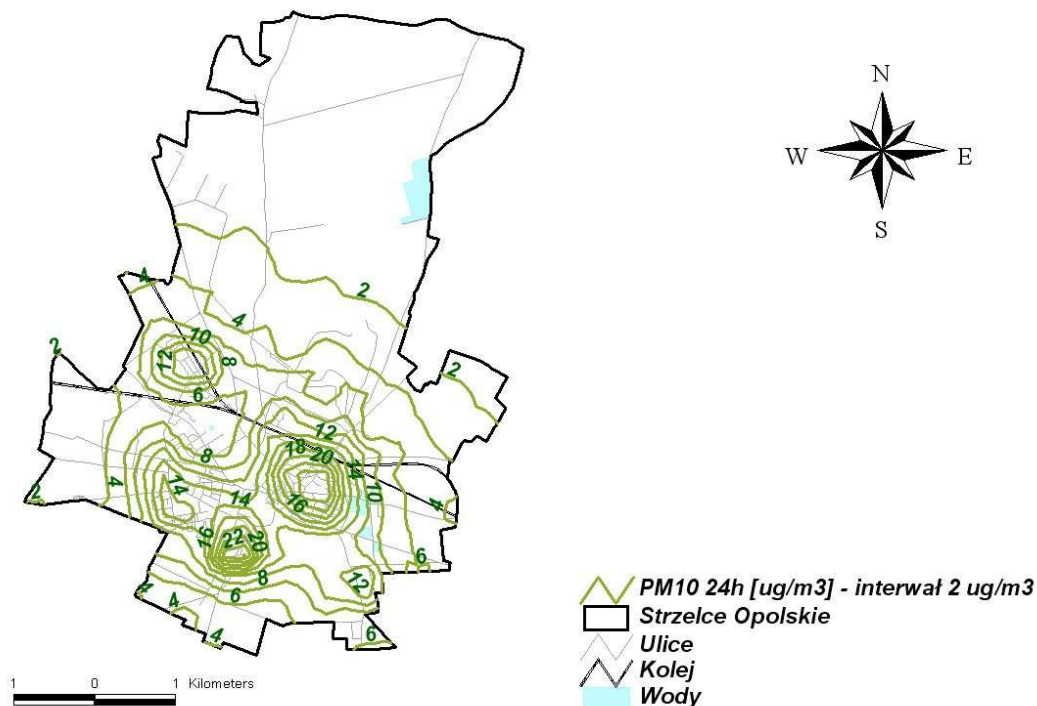 N
W E
S
2
4
4
2
10
12 8
2
2
6
12
8 18 20
14
4 14 10
2 14 16 4
16 22 20
6
8 12
4 6
4
4 6
PM10 24h [ug/m3] - interwał 2 ug/m3
Strzelce Opolskie
Ulice
Kolej
Wody
1 0 1 Kilometers